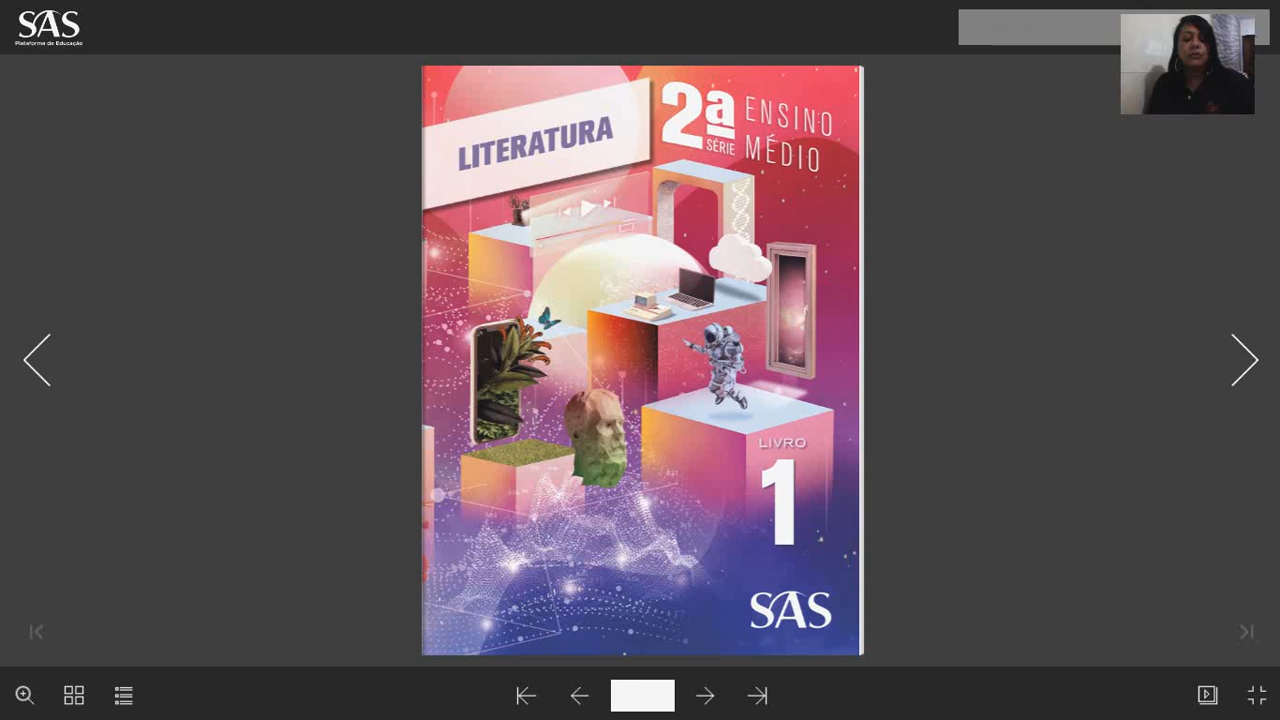 SAS
Plataforma de Educação
LITERATURA
2ª SÉRIE
ENSINO
MÉDIO
LIVRO
1
SAS